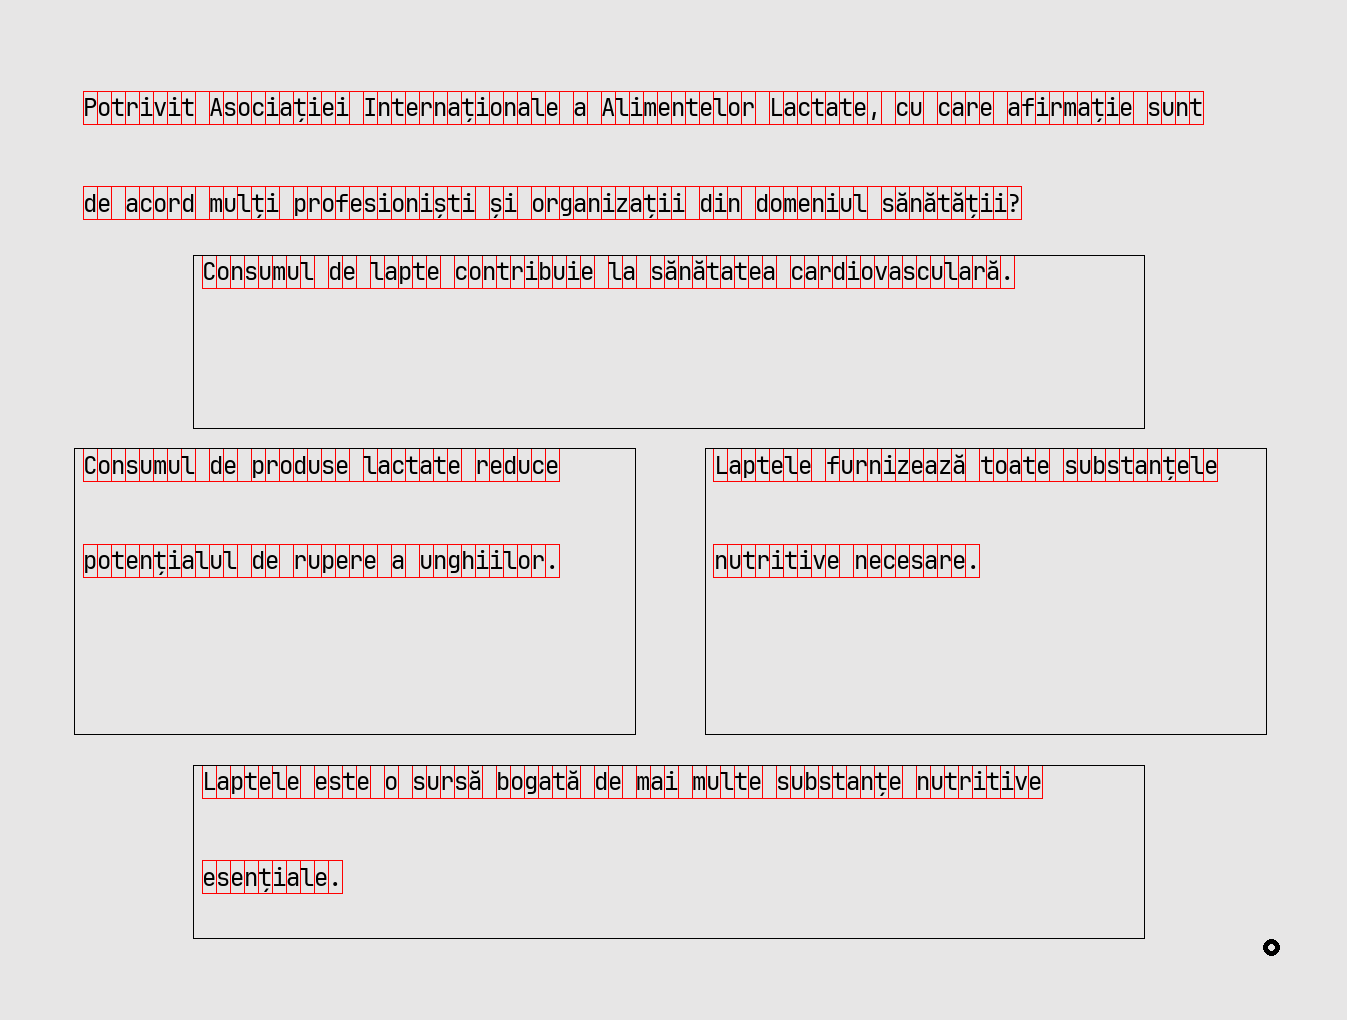 Potrivit Asociației Internaționale a Alimentelor Lactate, cu care afirmație sunt
de acord mulți profesioniști și organizații din domeniul sănătății?
Consumul de lapte contribuie la sănătatea cardiovasculară.
Consumul de produse lactate reduce
potențialul de rupere a unghiilor.
Laptele furnizează toate substanțele
nutritive necesare.
Laptele este o sursă bogată de mai multe substanțe nutritive
esențiale.